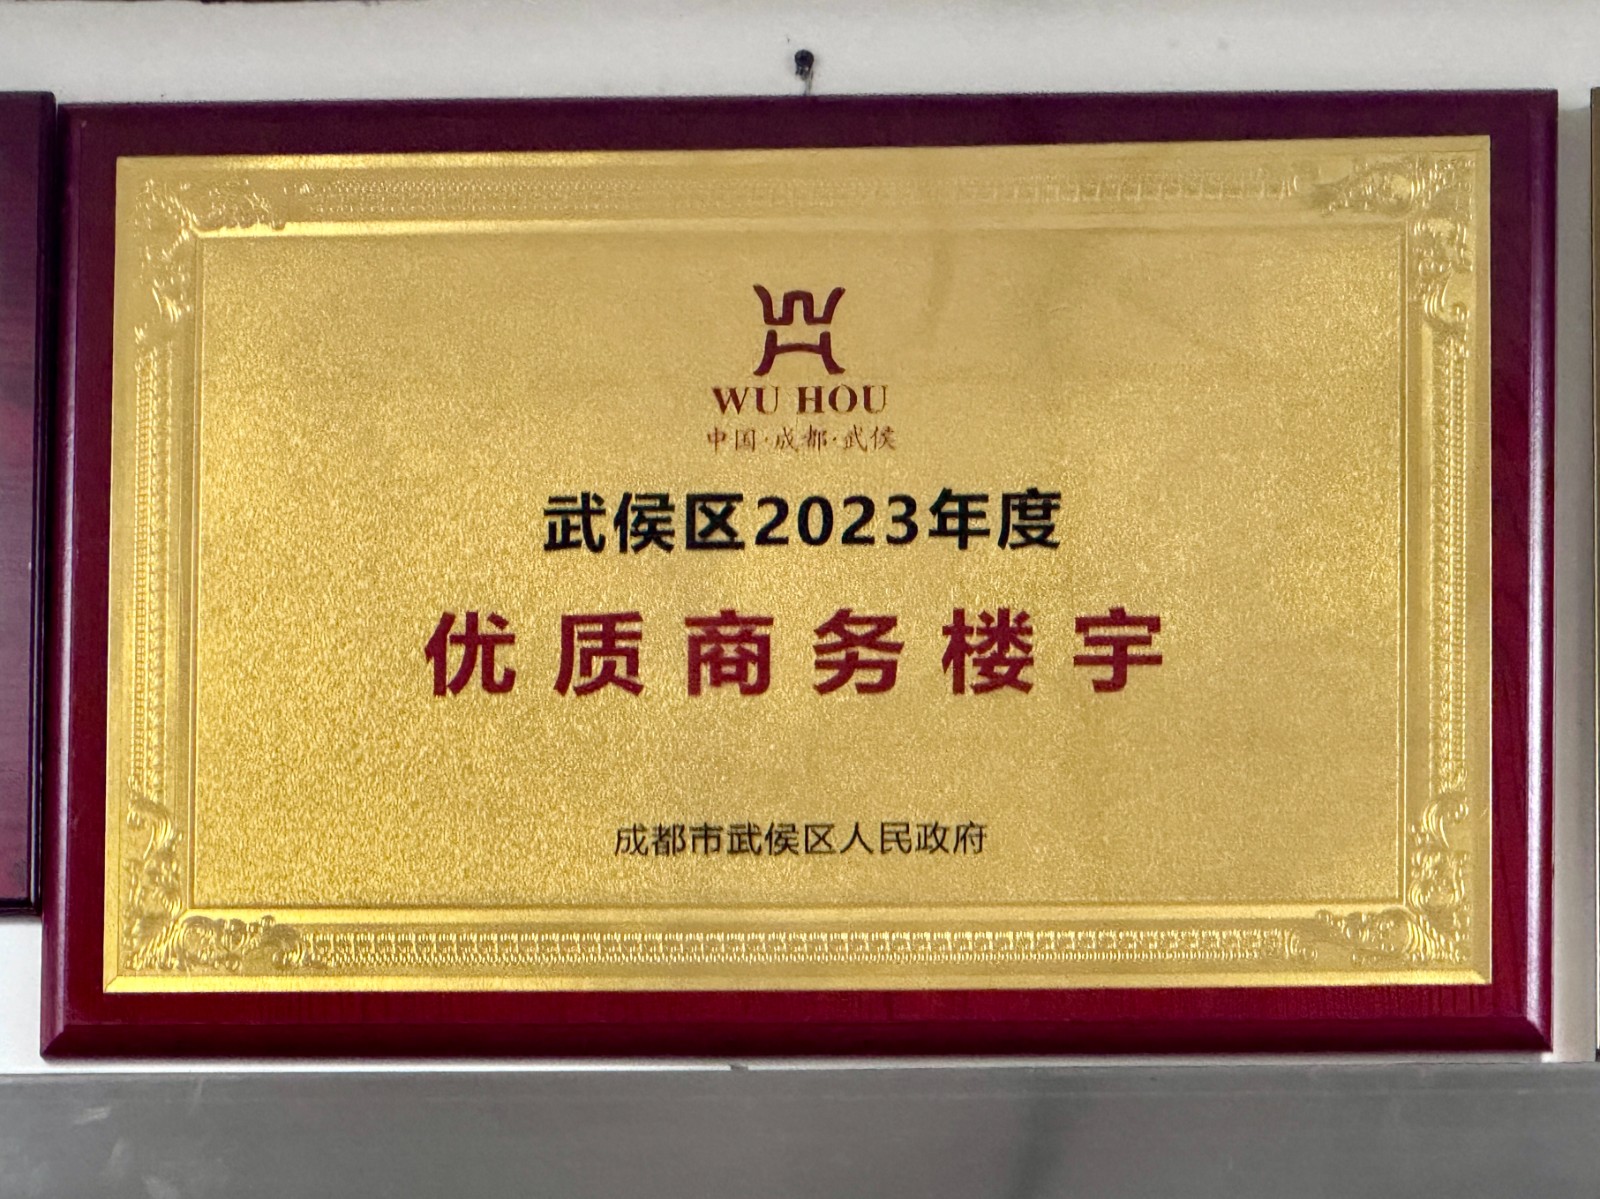 WU HOU
中国·成都·武侯
武侯区2023年度
优质商务楼宇
成都市武侯区人民政府